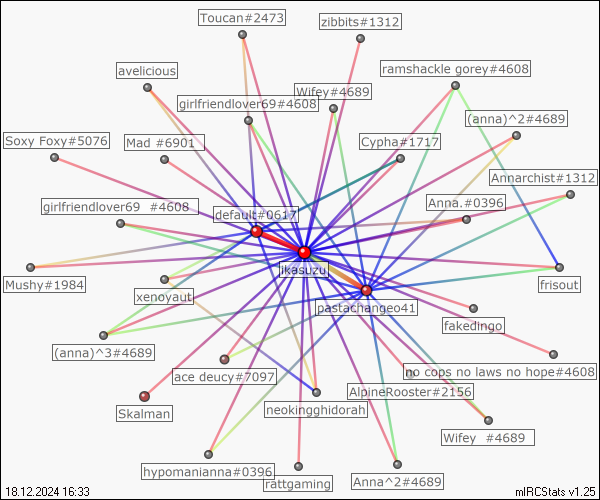 Toucan#2473
zibbits#1312
avelicious
ramshackle gorey#4608
Wifey#4689
girlfriendlover69#4608
(anna)^2#4689
Soxy Foxy#5076
Mad #6901
Cypha#1717
Annarchist#1312
Anna.#0396
girlfriendlover69 #4608
default#0617
ikasuzu
Mushy#1984
xenoyaut
pastachangeo41
frisout
fakedingo
(anna)^3#4689
ace deucy#7097
no cops no laws no hope#4608
AlpineRooster#2156
Skalman
neokingghidorah
Wifey #4689
hypomanianna#0396
rattgaming
Anna^2#4689
18.12.2024 16:33
mIRCStats v1.25